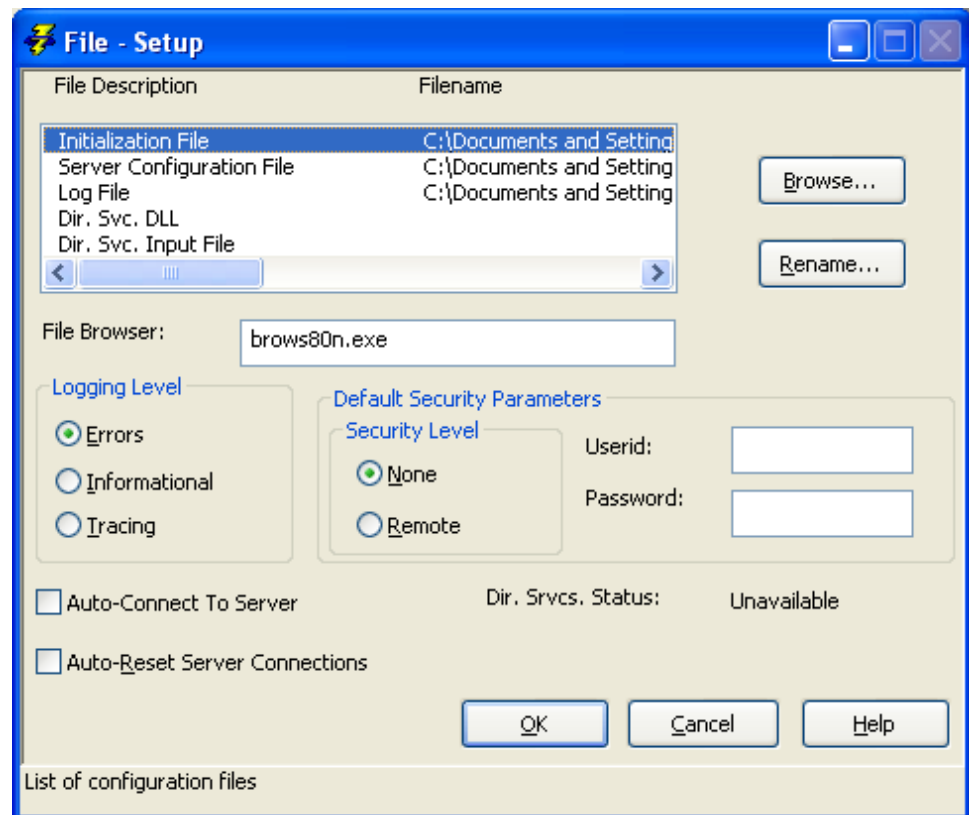 File - Setup
File Description Filename
Initialization File C:\Documents and Setting
Server Configuration File C:\Documents and Setting
Log File C:\Documents and Setting
Dir. Svc. DLL
Dir. Svc. Input File
Browse...
Rename...
File Browser: brows80n.exe
Logging Level
Errors
Informational
Tracing
Default Security Parameters
Security Level
None
Remote
Userid:
Password:
Auto-Connect To Server
Dir. Srvcs. Status: Unavailable
Auto-Reset Server Connections
OK Cancel Help
List of configuration files